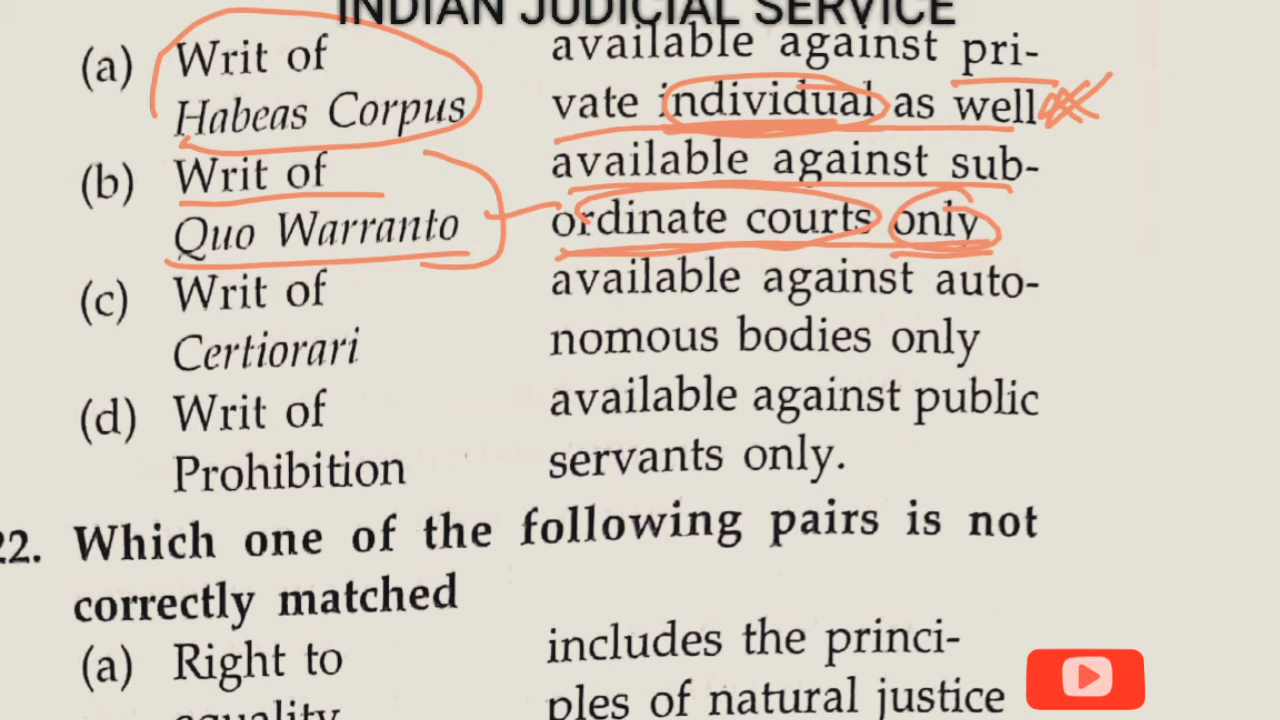 INDIAN JUDICIAL SERVICE
(a) Writ of available against pri-
Habeas Corpus vate individual as well
(b) Writ of available against sub-
Quo Warranto ordinate courts only
(c) Writ of available against auto-
Certiorari nomous bodies only
(d) Writ of available against public
Prohibition servants only.
22. Which one of the following pairs is not
correctly matched
(a) Right to includes the princi-
equality ples of natural justice